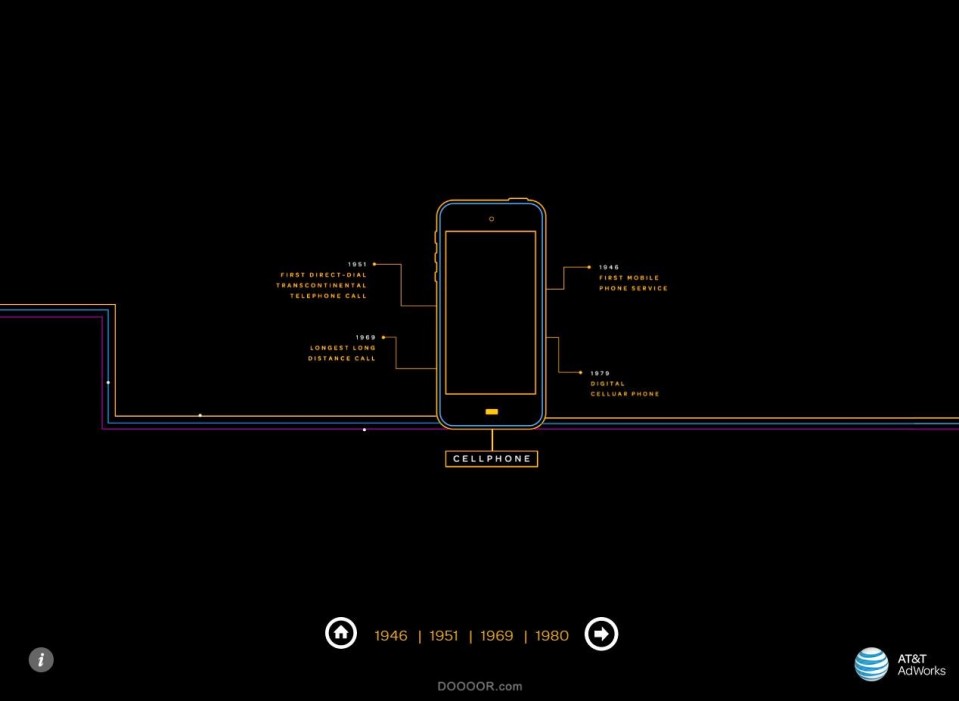 1951
FIRST DIRECT-DIAL
TRANSCONTINENTAL
TELEPHONE CALL
1969
LONGEST LONG
DISTANCE CALL
1946
FIRST MOBILE
PHONE SERVICE
1979
DIGITAL
CELLUAR PHONE
CELLPHONE
1946 | 1951 | 1969 | 1980
i
AT&T
AdWorks
DOOOOR.com